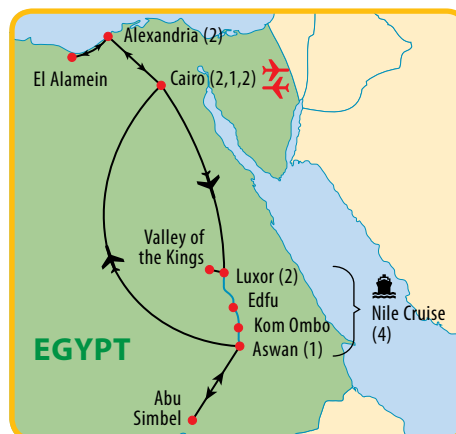 Alexandria (2)
El Alamein
Cairo (2,1,2)
Valley of
the Kings
Luxor (2)
Edfu
Nile Cruise
(4)
Kom Ombo
EGYPT
Aswan (1)
Abu
Simbel